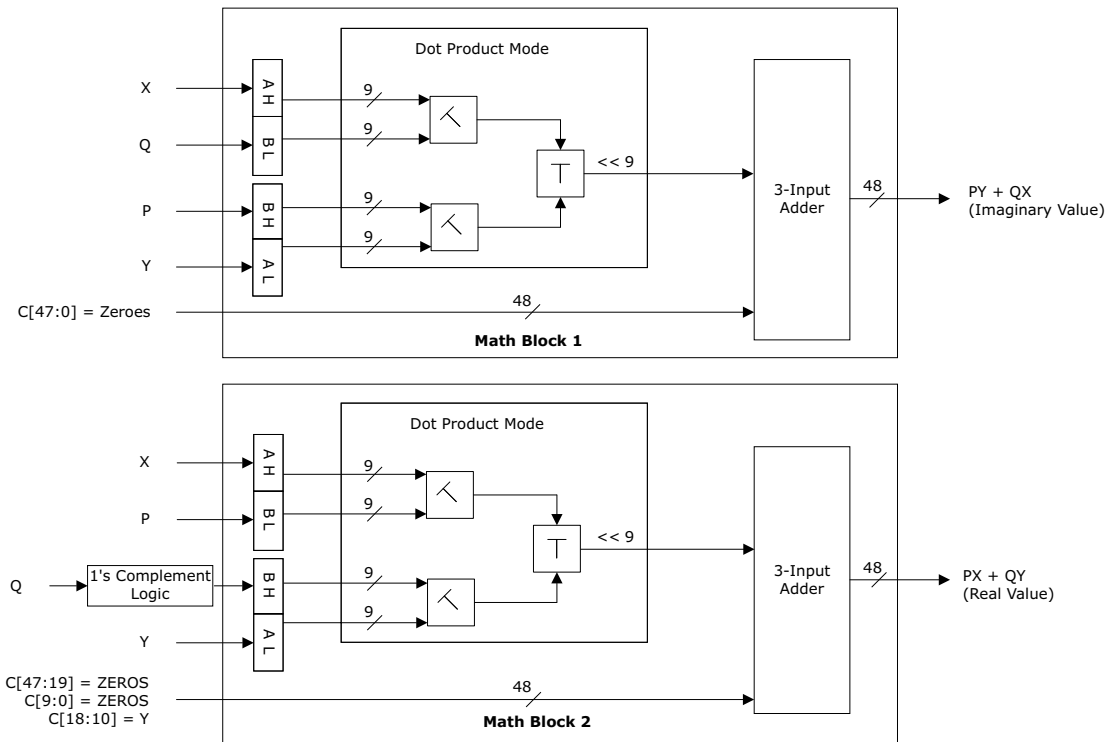 Dot Product Mode
X
AH
9
Q
BL
9
<< 9
P
BH
9
Y
AL
9
3-Input
Adder
48
PY + QX
(Imaginary Value)
C[47:0] = Zeroes
48
Math Block 1
Dot Product Mode
X
AH
9
P
BL
9
<< 9
Q
1's Complement
Logic
BH
9
Y
AL
9
3-Input
Adder
48
PX + QY
(Real Value)
C[47:19] = ZEROS
C[9:0] = ZEROS
C[18:10] = Y
48
Math Block 2